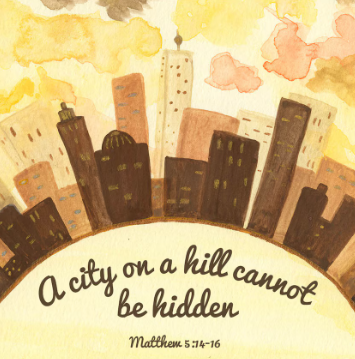 A city on a hill cannot
be hidden
Matthew 5:14-16